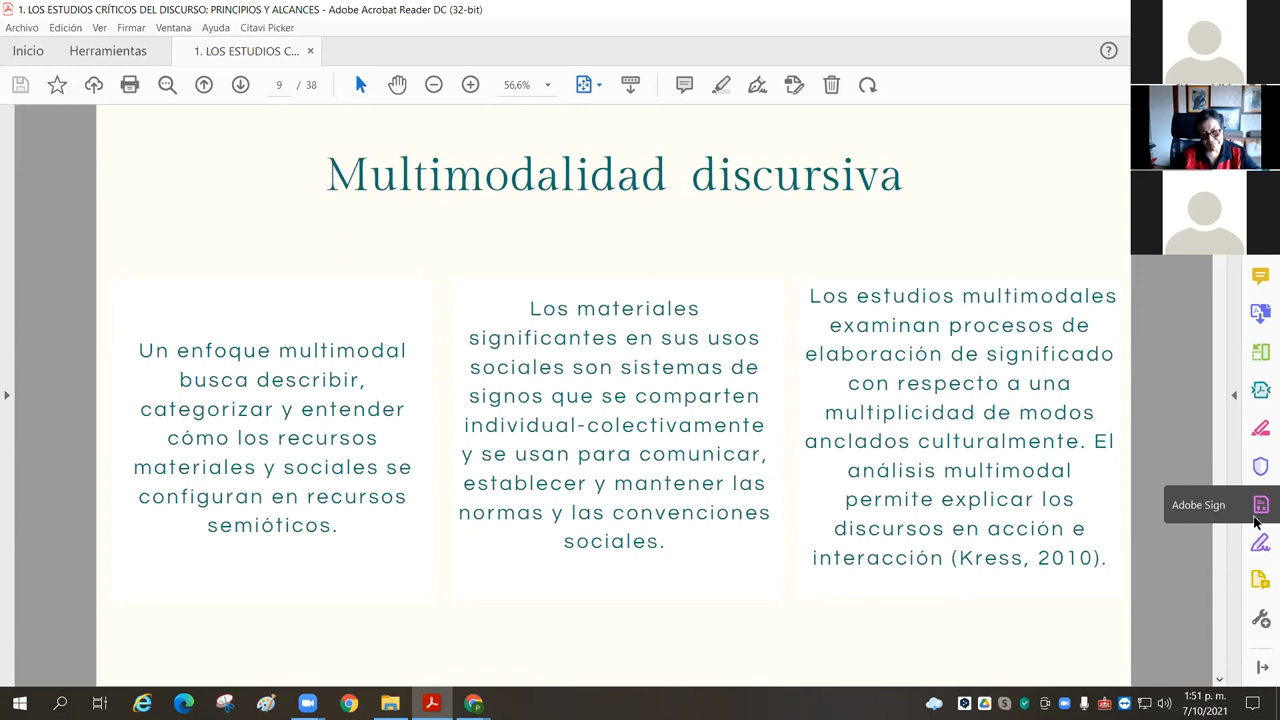 1. LOS ESTUDIOS CRÍTICOS DEL DISCURSO: PRINCIPIOS Y ALCANCES - Adobe Acrobat Reader DC (32-bit)
Archivo Edición Ver Firmar Ventana Ayuda Citavi Picker
Inicio Herramientas 1. LOS ESTUDIOS C... ×
9 / 38 56,6%
Multimodalidad discursiva
Un enfoque multimodal
busca describir,
categorizar y entender
cómo los recursos
materiales y sociales se
configuran en recursos
semióticos.
Los materiales
significantes en sus usos
sociales son sistemas de
signos que se comparten
individual-colectivamente
y se usan para comunicar,
establecer y mantener las
normas y las convenciones
sociales.
Los estudios multimodales
examinan procesos de
elaboración de significado
con respecto a una
multiplicidad de modos
anclados culturalmente. El
análisis multimodal
permite explicar los
discursos en acción e
interacción (Kress, 2010).
Adobe Sign
1:51 p. m.
7/10/2021